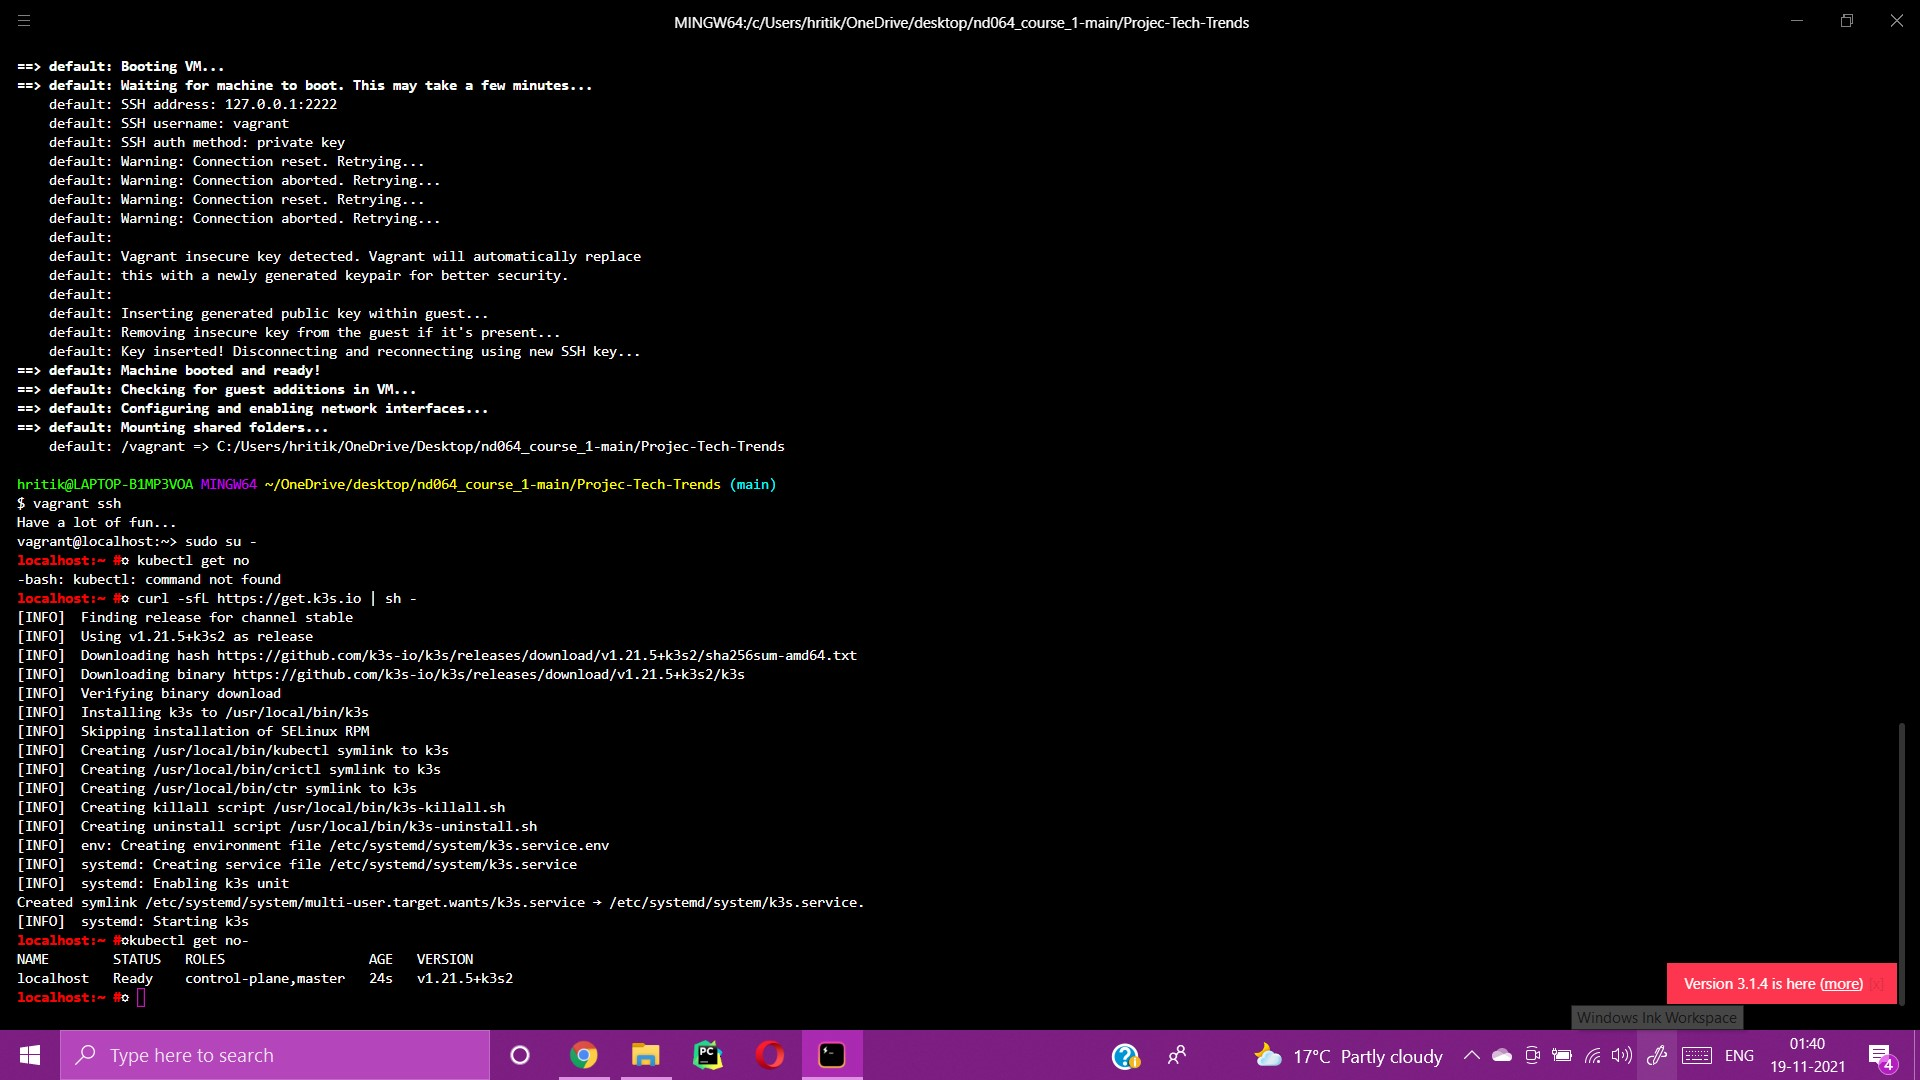 MINGW64:/c/Users/hritik/OneDrive/desktop/nd064_course_1-main/Projec-Tech-Trends
==> default: Booting VM...
==> default: Waiting for machine to boot. This may take a few minutes...
    default: SSH address: 127.0.0.1:2222
    default: SSH username: vagrant
    default: SSH auth method: private key
    default: Warning: Connection reset. Retrying...
    default: Warning: Connection aborted. Retrying...
    default: Warning: Connection reset. Retrying...
    default: Warning: Connection aborted. Retrying...
    default:
    default: Vagrant insecure key detected. Vagrant will automatically replace
    default: this with a newly generated keypair for better security.
    default:
    default: Inserting generated public key within guest...
    default: Removing insecure key from the guest if it's present...
    default: Key inserted! Disconnecting and reconnecting using new SSH key...
==> default: Machine booted and ready!
==> default: Checking for guest additions in VM...
==> default: Configuring and enabling network interfaces...
==> default: Mounting shared folders...
    default: /vagrant => C:/Users/hritik/OneDrive/Desktop/nd064_course_1-main/Projec-Tech-Trends
hritik@LAPTOP-B1MP3VOA MINGW64 ~/OneDrive/desktop/nd064_course_1-main/Projec-Tech-Trends (main)
$ vagrant ssh
Have a lot of fun...
vagrant@localhost:~> sudo su -
localhost:~ # kubectl get no
-bash: kubectl: command not found
localhost:~ # curl -sfL https://get.k3s.io | sh -
[INFO]  Finding release for channel stable
[INFO]  Using v1.21.5+k3s2 as release
[INFO]  Downloading hash https://github.com/k3s-io/k3s/releases/download/v1.21.5+k3s2/sha256sum-amd64.txt
[INFO]  Downloading binary https://github.com/k3s-io/k3s/releases/download/v1.21.5+k3s2/k3s
[INFO]  Verifying binary download
[INFO]  Installing k3s to /usr/local/bin/k3s
[INFO]  Skipping installation of SELinux RPM
[INFO]  Creating /usr/local/bin/kubectl symlink to k3s
[INFO]  Creating /usr/local/bin/crictl symlink to k3s
[INFO]  Creating /usr/local/bin/ctr symlink to k3s
[INFO]  Creating killall script /usr/local/bin/k3s-killall.sh
[INFO]  Creating uninstall script /usr/local/bin/k3s-uninstall.sh
[INFO]  env: Creating environment file /etc/systemd/system/k3s.service.env
[INFO]  systemd: Creating service file /etc/systemd/system/k3s.service
[INFO]  systemd: Enabling k3s unit
Created symlink /etc/systemd/system/multi-user.target.wants/k3s.service → /etc/systemd/system/k3s.service.
[INFO]  systemd: Starting k3s
localhost:~ #kubectl get no-
NAME        STATUS   ROLES                  AGE   VERSION
localhost   Ready    control-plane,master   24s   v1.21.5+k3s2
localhost:~ #
Version 3.1.4 is here (more) [x]
Windows Ink Workspace
Type here to search
PC
17°C Partly cloudy
ENG
01:40
19-11-2021
4